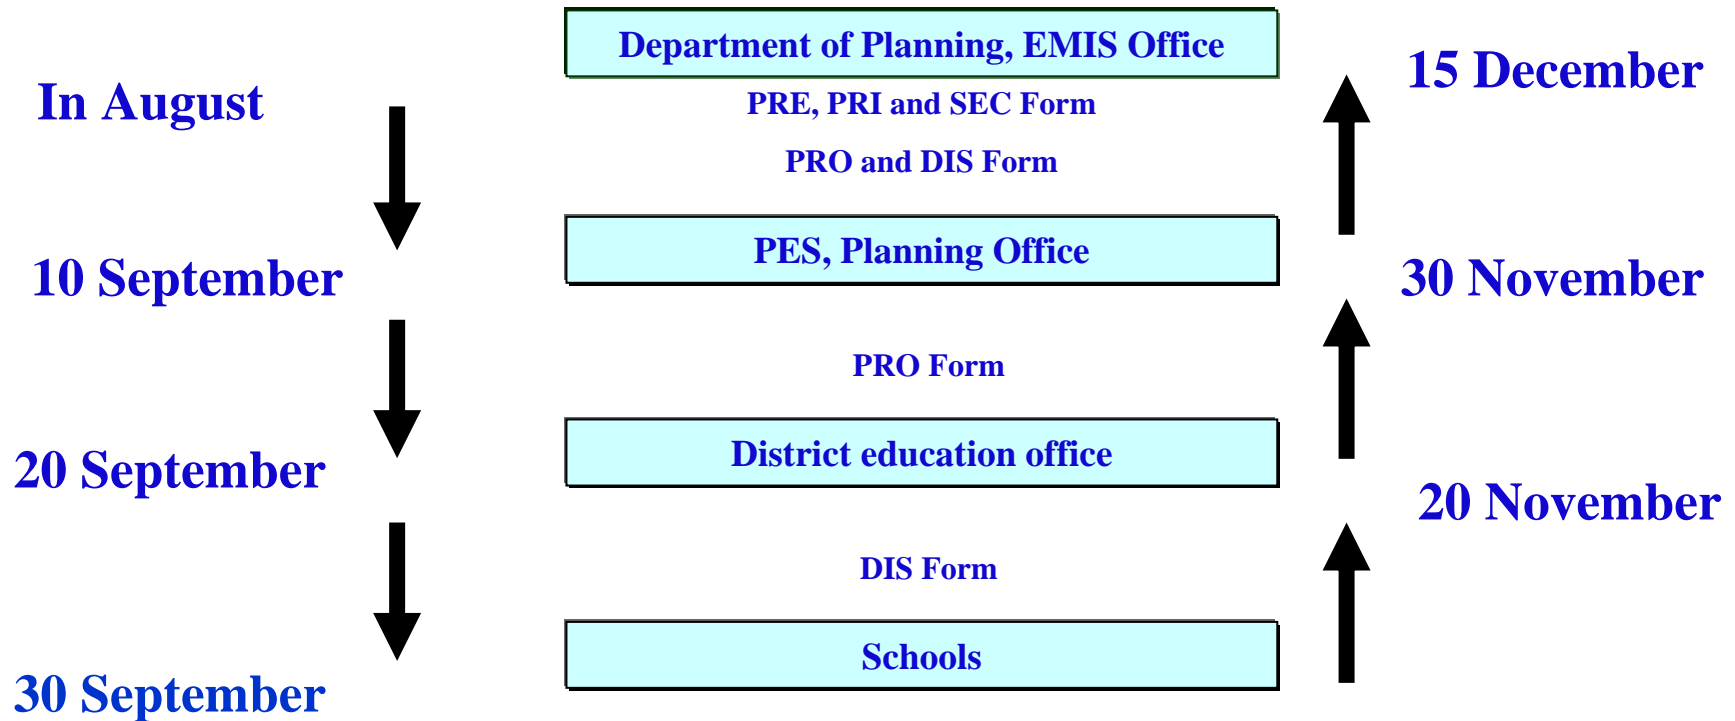 Department of Planning, EMIS Office
15 December
In August
PRE, PRI and SEC Form
PRO and DIS Form
PES, Planning Office
10 September
30 November
PRO Form
District education office
20 September
20 November
DIS Form
Schools
30 September